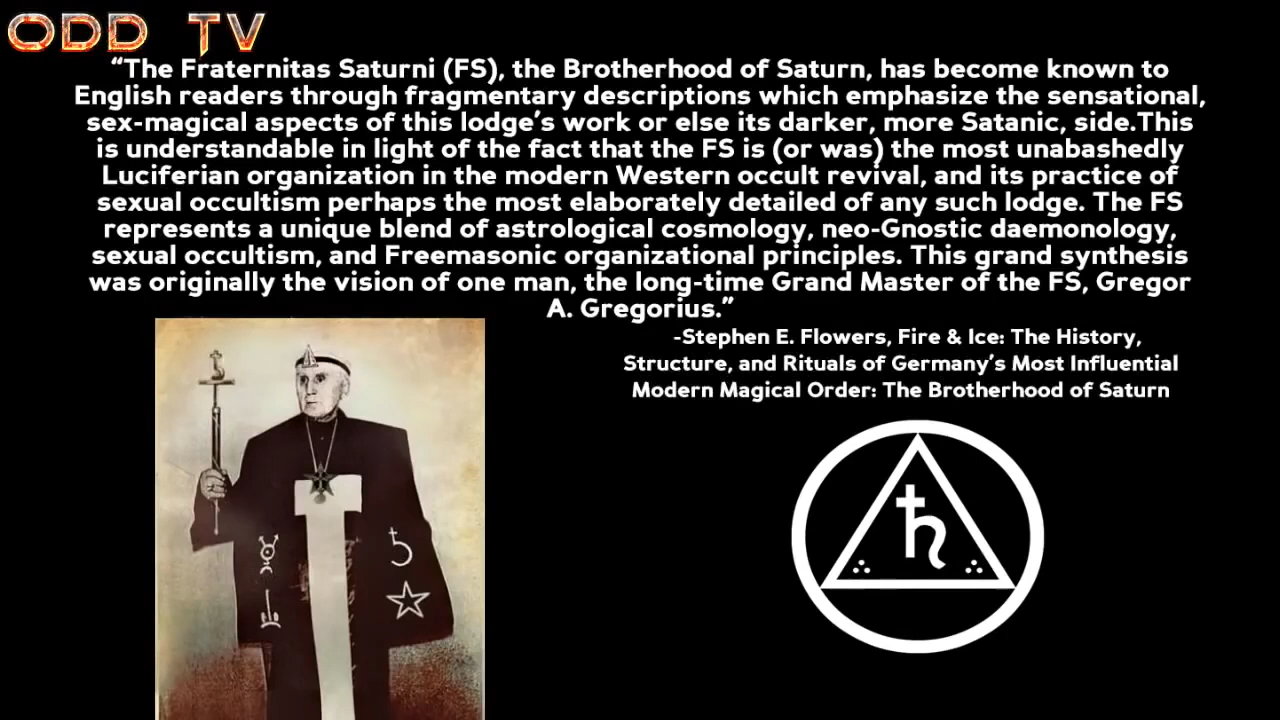 ODD TV
“The Fraternitas Saturni (FS), the Brotherhood of Saturn, has become known to
English readers through fragmentary descriptions which emphasize the sensational,
sex-magical aspects of this lodge’s work or else its darker, more Satanic, side.This
is understandable in light of the fact that the FS is (or was) the most unabashedly
Luciferian organization in the modern Western occult revival, and its practice of
sexual occultism perhaps the most elaborately detailed of any such lodge. The FS
represents a unique blend of astrological cosmology, neo-Gnostic daemonology,
sexual occultism, and Freemasonic organizational principles. This grand synthesis
was originally the vision of one man, the long-time Grand Master of the FS, Gregor
A. Gregorius.”
-Stephen E. Flowers, Fire & Ice: The History,
Structure, and Rituals of Germany’s Most Influential
Modern Magical Order: The Brotherhood of Saturn